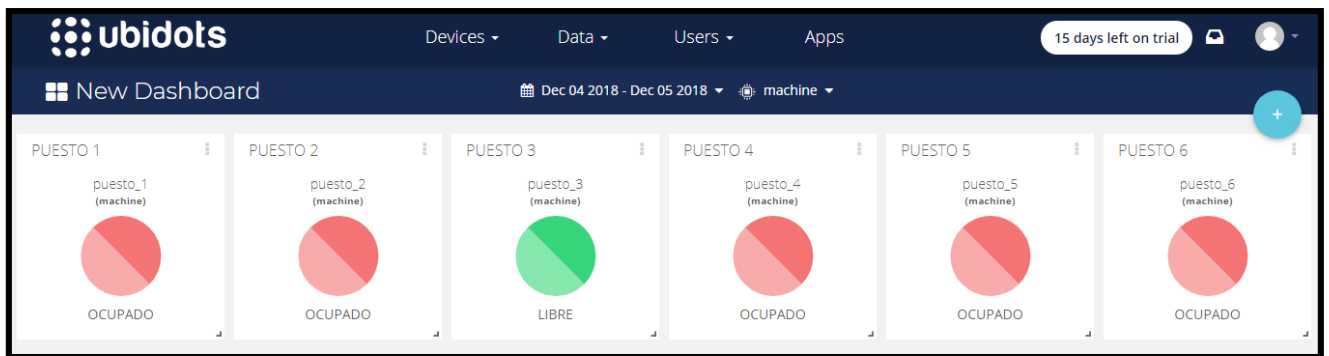 ubidots Devices Data Users Apps 15 days left on trial
New Dashboard Dec 04 2018 - Dec 05 2018 machine
+
PUESTO 1 PUESTO 2 PUESTO 3 PUESTO 4 PUESTO 5 PUESTO 6
puesto_1 puesto_2 puesto_3 puesto_4 puesto_5 puesto_6
(machine) (machine) (machine) (machine) (machine) (machine)
OCUPADO OCUPADO LIBRE OCUPADO OCUPADO OCUPADO